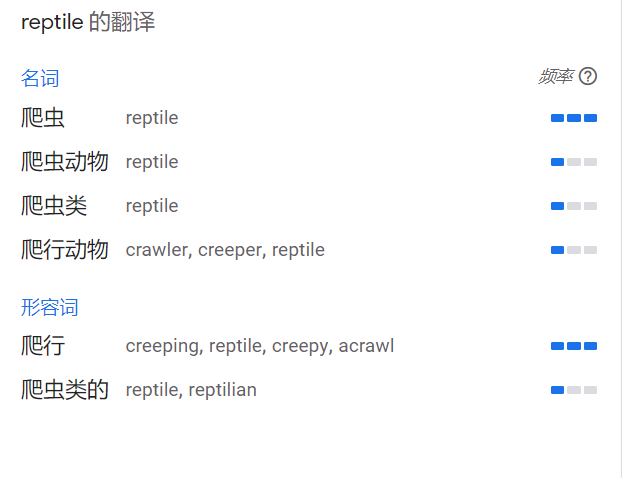 reptile 的翻译
名词 频率
爬虫 reptile
爬虫动物 reptile
爬虫类 reptile
爬行动物 crawler, creeper, reptile
形容词
爬行 creeping, reptile, creepy, acrawl
爬虫类的 reptile, reptilian